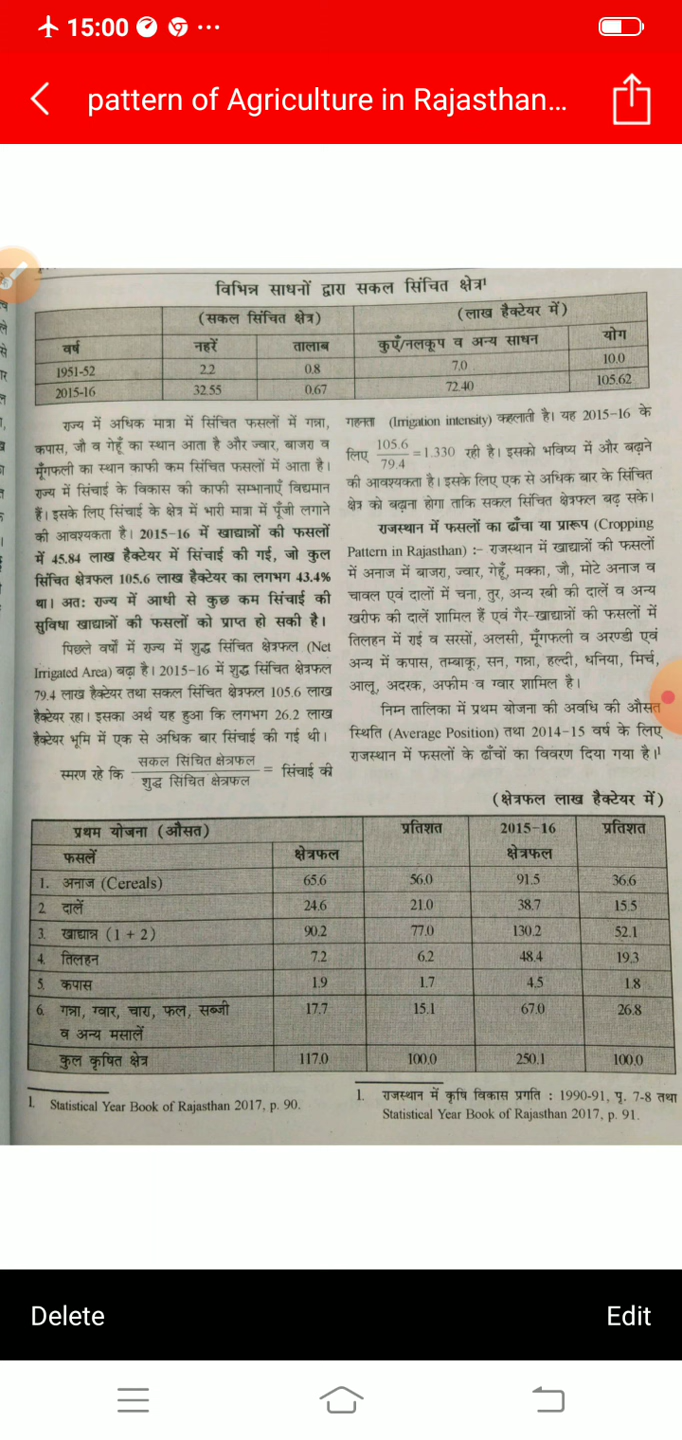 15:00
pattern of Agriculture in Rajasthan...
विभिन्न साधनों द्वारा सकल सिंचित क्षेत्र¹
(सकल सिंचित क्षेत्र) (लाख हैक्टेयर में)
वर्ष नहरें तालाब कुएँ/नलकूप व अन्य साधन योग
1951-52 2.2 0.8 7.0 10.0
2015-16 32.55 0.67 72.40 105.62
राज्य में अधिक मात्रा में सिंचित फसलों में गन्ना,
कपास, जौ व गेहूँ का स्थान आता है और ज्वार, बाजरा व
मूँगफली का स्थान काफी कम सिंचित फसलों में आता है।
राज्य में सिंचाई के विकास की काफी सम्भानाएँ विद्यमान
हैं। इसके लिए सिंचाई के क्षेत्र में भारी मात्रा में पूँजी लगाने
की आवश्यकता है। 2015-16 में खाद्यान्नों की फसलों
में 45.84 लाख हैक्टेयर में सिंचाई की गई, जो कुल
सिंचित क्षेत्रफल 105.6 लाख हैक्टेयर का लगभग 43.4%
था। अतः राज्य में आधी से कुछ कम सिंचाई की
सुविधा खाद्यान्नों की फसलों को प्राप्त हो सकी है।
पिछले वर्षों में राज्य में शुद्ध सिंचित क्षेत्रफल (Net
Irrigated Area) बढ़ा है। 2015-16 में शुद्ध सिंचित क्षेत्रफल
79.4 लाख हैक्टेयर तथा सकल सिंचित क्षेत्रफल 105.6 लाख
हैक्टेयर रहा। इसका अर्थ यह हुआ कि लगभग 26.2 लाख
हैक्टेयर भूमि में एक से अधिक बार सिंचाई की गई थी।
स्मरण रहे कि सकल सिंचित क्षेत्रफल / शुद्ध सिंचित क्षेत्रफल = सिंचाई की
गहनता (Irrigation intensity) कहलाती है। यह 2015-16 के
लिए 105.6 / 79.4 = 1.330 रही है। इसको भविष्य में और बढ़ाने
की आवश्यकता है। इसके लिए एक से अधिक बार के सिंचित
क्षेत्र को बढ़ाना होगा ताकि सकल सिंचित क्षेत्रफल बढ़ सके।
राजस्थान में फसलों का ढाँचा या प्रारूप (Cropping
Pattern in Rajasthan) :- राजस्थान में खाद्यान्नों की फसलों
में अनाज में बाजरा, ज्वार, गेहूँ, मक्का, जौ, मोटे अनाज व
चावल एवं दालों में चना, तुर, अन्य रबी की दालें व अन्य
खरीफ की दालें शामिल हैं एवं गैर-खाद्यान्नों की फसलों में
तिलहन में राई व सरसों, अलसी, मूँगफली व अरण्डी एवं
अन्य में कपास, तम्बाकू, सन, गन्ना, हल्दी, धनिया, मिर्च,
आलू, अदरक, अफीम व ग्वार शामिल है।
निम्न तालिका में प्रथम योजना की अवधि की औसत
स्थिति (Average Position) तथा 2014-15 वर्ष के लिए
राजस्थान में फसलों के ढाँचों का विवरण दिया गया है।¹
(क्षेत्रफल लाख हैक्टेयर में)
प्रथम योजना (औसत) प्रतिशत 2015-16 प्रतिशत
फसलें क्षेत्रफल क्षेत्रफल
1. अनाज (Cereals) 65.6 56.0 91.5 36.6
2. दालें 24.6 21.0 38.7 15.5
3. खाद्यान्न (1 + 2) 90.2 77.0 130.2 52.1
4. तिलहन 7.2 6.2 48.4 19.3
5. कपास 1.9 1.7 4.5 1.8
6. गन्ना, ग्वार, चारा, फल, सब्जी 17.7 15.1 67.0 26.8
व अन्य मसालें
कुल कृषित क्षेत्र 117.0 100.0 250.1 100.0
1. Statistical Year Book of Rajasthan 2017, p. 90.
1. राजस्थान में कृषि विकास प्रगति : 1990-91, पृ. 7-8 तथा
Statistical Year Book of Rajasthan 2017, p. 91.
Delete Edit